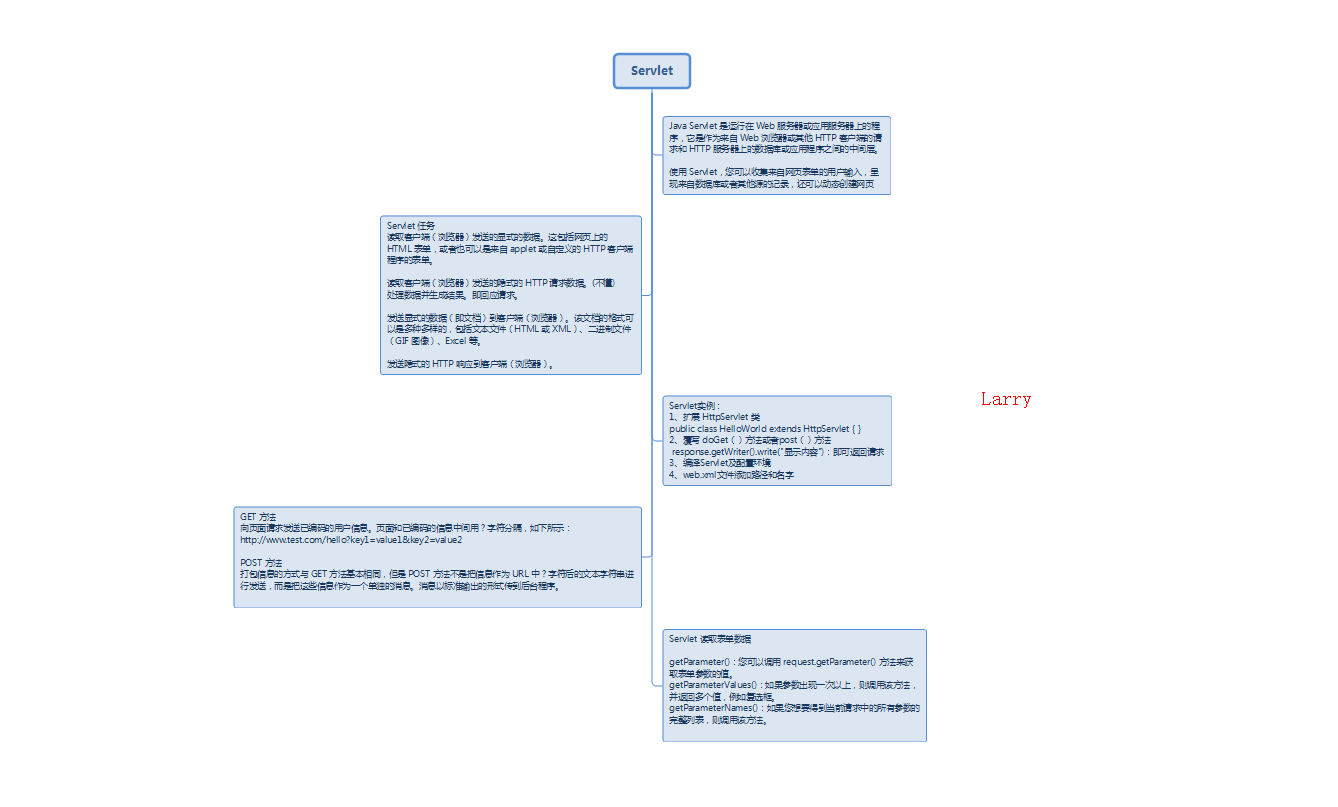 Servlet
Java Servlet 是运行在 Web 服务器或应用服务器上的程
序，它是作为来自 Web 浏览器或其他 HTTP 客户端的请
求和 HTTP 服务器上的数据库或应用程序之间的中间层。
使用 Servlet，您可以收集来自网页表单的用户输入，呈
现来自数据库或者其他源的记录，还可以动态创建网页
Servlet 任务
读取客户端（浏览器）发送的显式的数据。这包括网页上的
HTML 表单，或者也可以是来自 applet 或自定义的 HTTP 客户端
程序的表单。
读取客户端（浏览器）发送的隐式的 HTTP 请求数据。(不懂)
处理数据并生成结果。即回应请求。
发送显式的数据（即文档）到客户端（浏览器）。该文档的格式可
以是多种多样的，包括文本文件（HTML 或 XML）、二进制文件
（GIF 图像）、Excel 等。
发送隐式的 HTTP 响应到客户端（浏览器）。
Servlet实例：
1、扩展 HttpServlet 类
public class HelloWorld extends HttpServlet { }
2、覆写 doGet（）方法或者post（）方法
response.getWriter().write("显示内容")：即可返回请求
3、编译Servlet及配置环境
4、web.xml文件添加路径和名字
Larry
GET 方法
向页面请求发送已编码的用户信息。页面和已编码的信息中间用 ? 字符分隔，如下所示：
http://www.test.com/hello?key1=value1&key2=value2
POST 方法
打包信息的方式与 GET 方法基本相同，但是 POST 方法不是把信息作为 URL 中 ? 字符后的文本字符串进
行发送，而是把这些信息作为一个单独的消息。消息以标准输出的形式传到后台程序。
Servlet 读取表单数据
getParameter()：您可以调用 request.getParameter() 方法来获
取表单参数的值。
getParameterValues()：如果参数出现一次以上，则调用该方法，
并返回多个值，例如复选框。
getParameterNames()：如果您想要得到当前请求中的所有参数的
完整列表，则调用该方法。